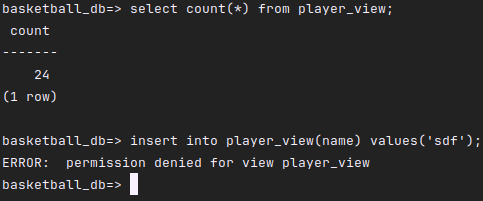 basketball_db=> select count(*) from player_view;
count
-------
24
(1 row)
basketball_db=> insert into player_view(name) values('sdf');
ERROR:  permission denied for view player_view
basketball_db=>